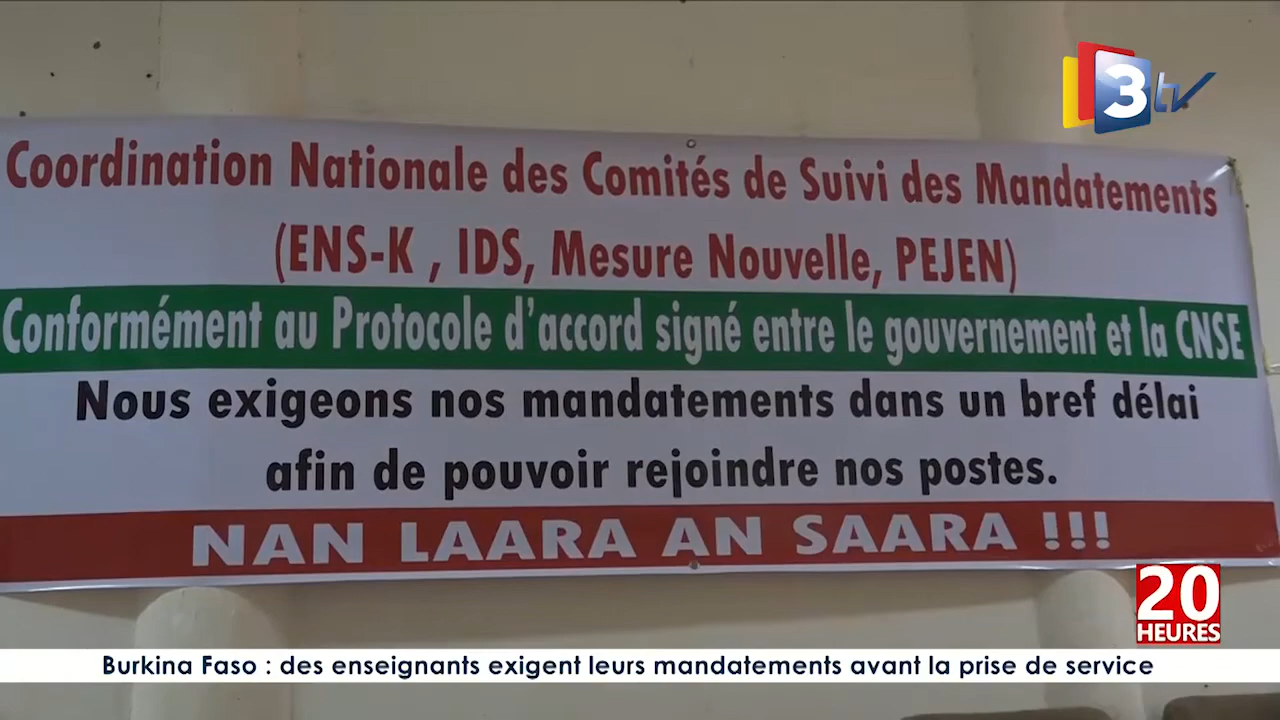 3tv
Coordination Nationale des Comités de Suivi des Mandatements
(ENS-K , IDS, Mesure Nouvelle, PEJEN)
Conformément au Protocole d'accord signé entre le gouvernement et la CNSE
Nous exigeons nos mandatements dans un bref délai
afin de pouvoir rejoindre nos postes.
NAN LAARA AN SAARA !!!
20
HEURES
Burkina Faso : des enseignants exigent leurs mandatements avant la prise de service